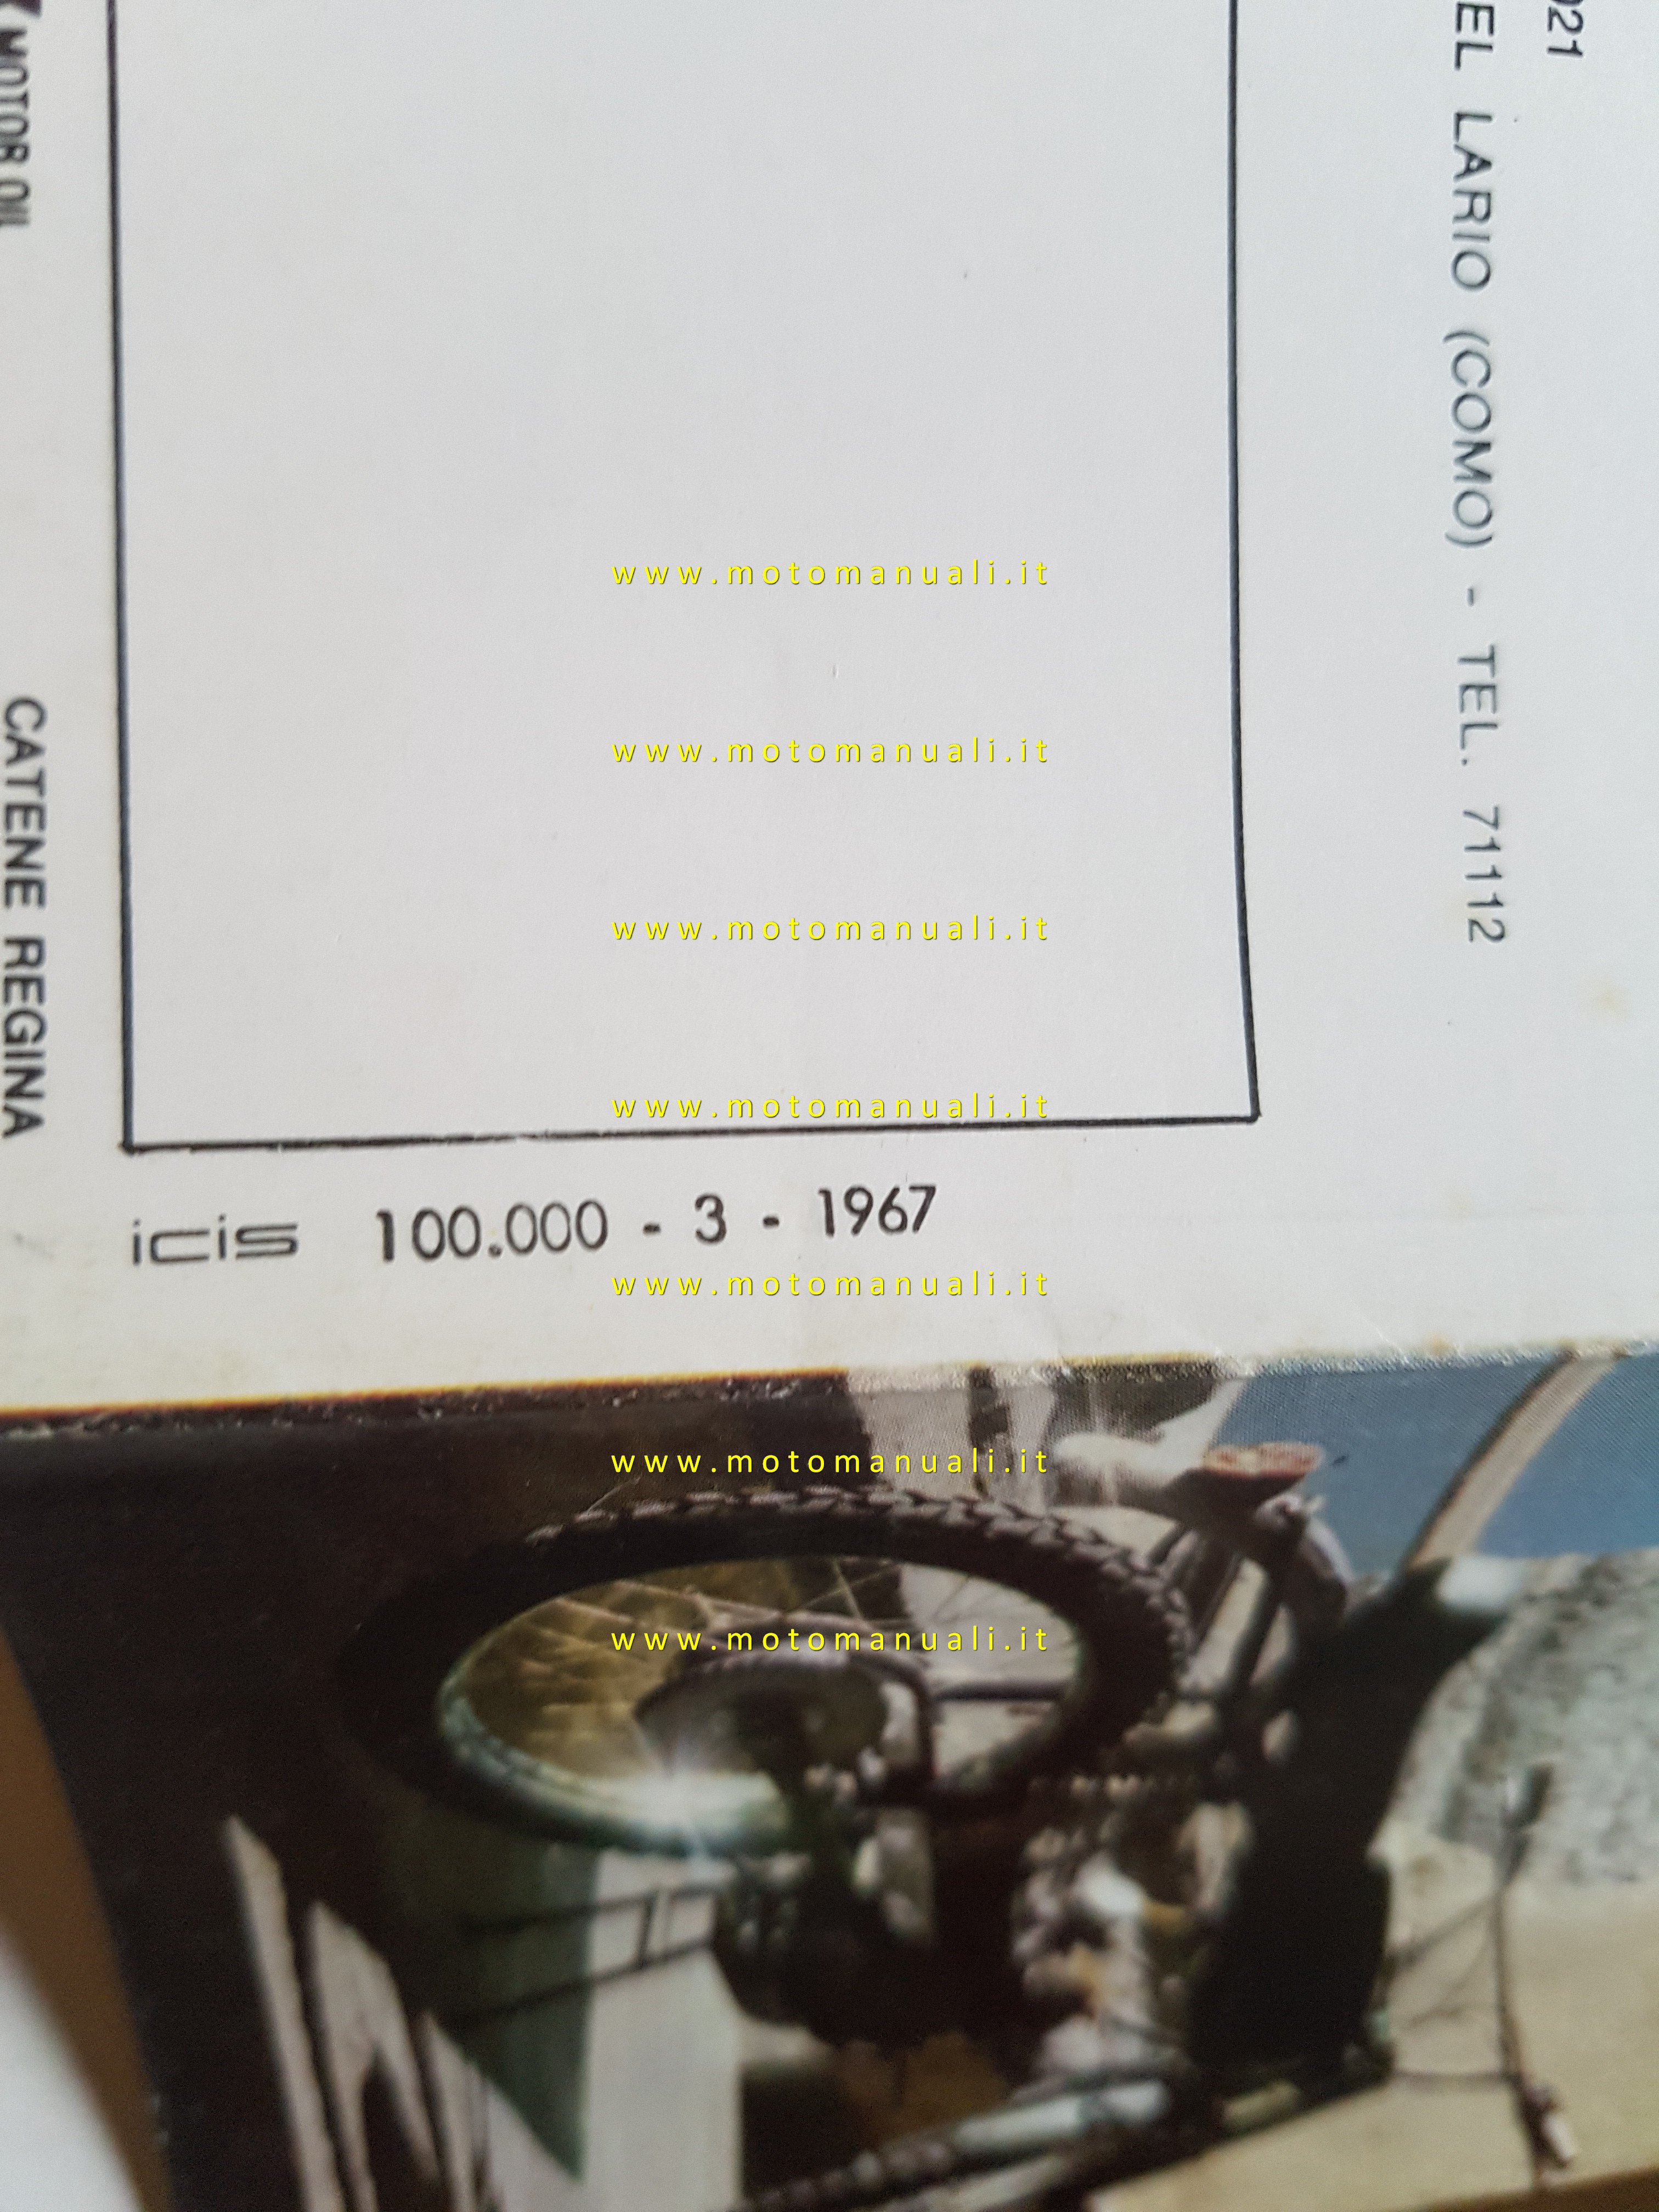 021
EL LARIO (COMO) - TEL. 71112
MOTOR OIL
CATENE REGINA
icis 100.000 - 3 - 1967
www.motomanuali.it
www.motomanuali.it
www.motomanuali.it
www.motomanuali.it
www.motomanuali.it
www.motomanuali.it
www.motomanuali.it